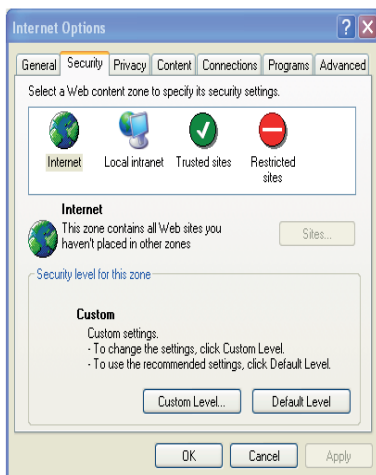 Internet Options
General Security Privacy Content Connections Programs Advanced
Select a Web content zone to specify its security settings.
Internet Local intranet Trusted sites Restricted sites
Internet
This zone contains all Web sites you haven't placed in other zones
Sites...
Security level for this zone
Custom
Custom settings.
- To change the settings, click Custom Level.
- To use the recommended settings, click Default Level.
Custom Level... Default Level
OK Cancel Apply